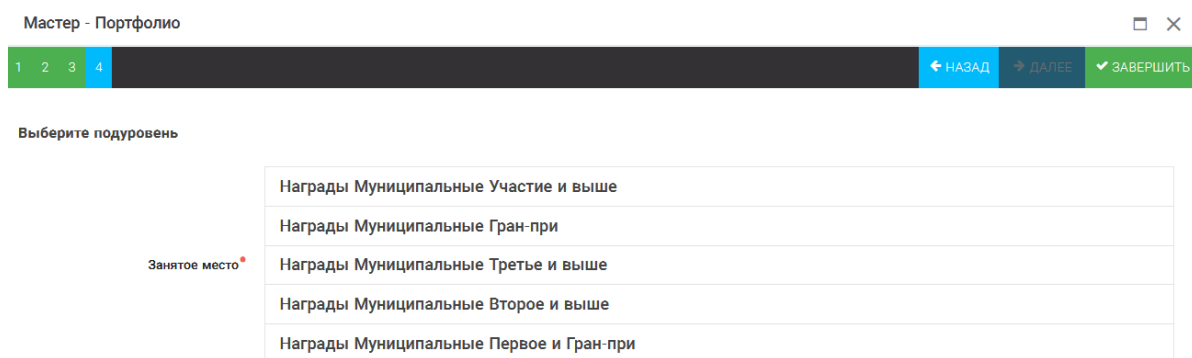 Мастер - Портфолио
1 2 3 4 НАЗАД ДАЛЕЕ ЗАВЕРШИТЬ
Выберите подуровень
Награды Муниципальные Участие и выше
Награды Муниципальные Гран-при
Занятое место Награды Муниципальные Третье и выше
Награды Муниципальные Второе и выше
Награды Муниципальные Первое и Гран-при